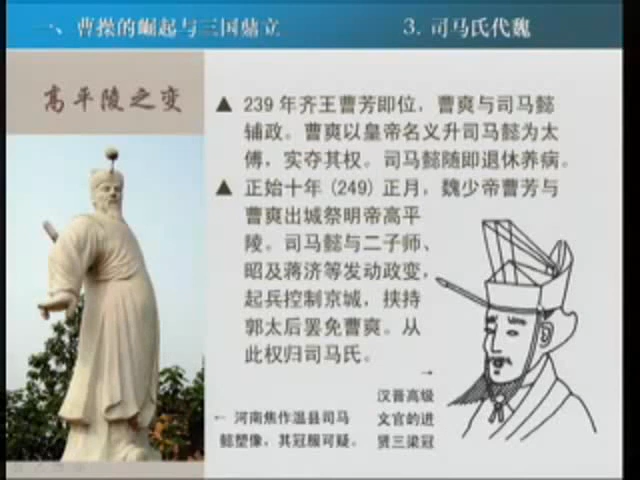 一、曹操的崛起与三国鼎立
3. 司马氏代魏
高平陵之变
▲ 239 年齐王曹芳即位，曹爽与司马懿
辅政。曹爽以皇帝名义升司马懿为太
傅，实夺其权。司马懿随即退休养病。
▲ 正始十年 (249) 正月，魏少帝曹芳与
曹爽出城祭明帝高平
陵。司马懿与二子师、
昭及蒋济等发动政变，
起兵控制京城，挟持
郭太后罢免曹爽。从
此权归司马氏。
← 河南焦作温县司马
懿塑像，其冠服可疑。
→
汉晋高级
文官的进
贤三梁冠